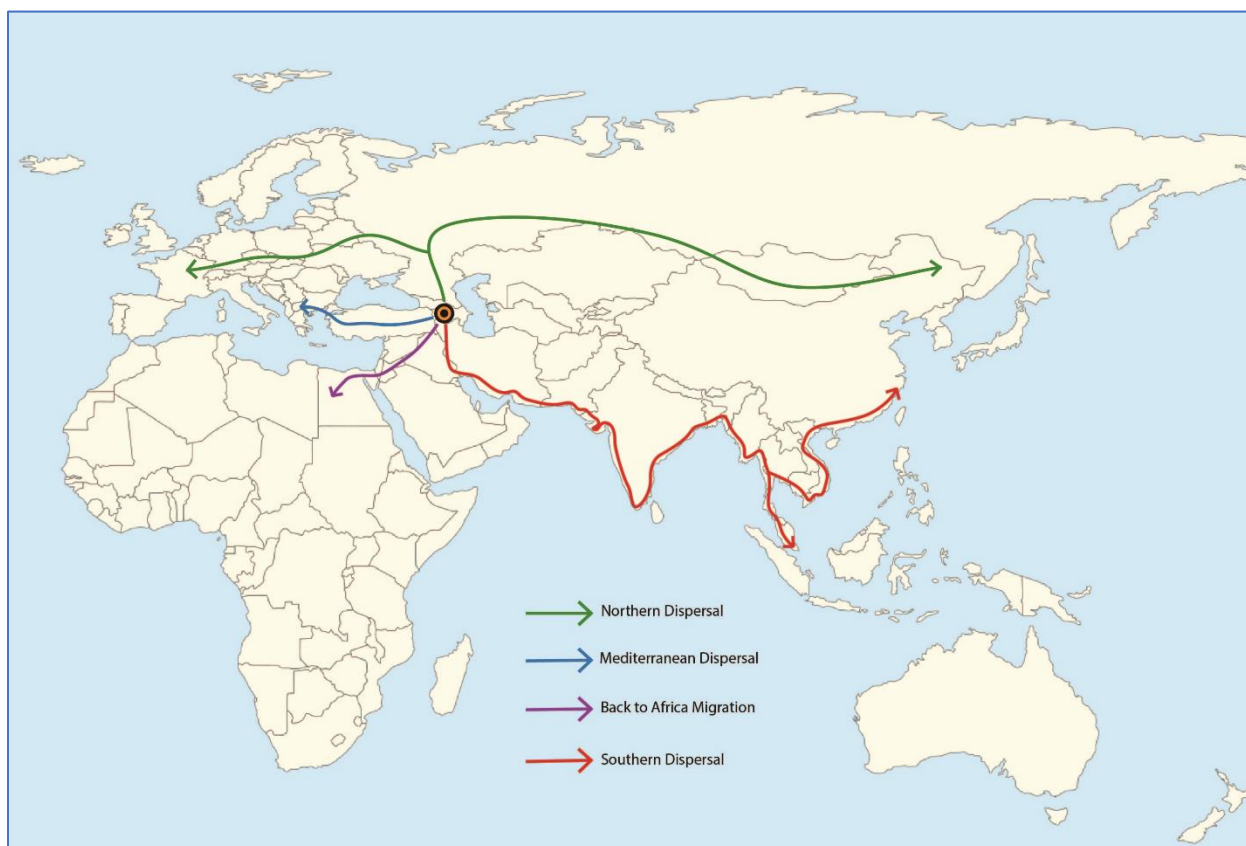 Northern Dispersal
Mediterranean Dispersal
Back to Africa Migration
Southern Dispersal